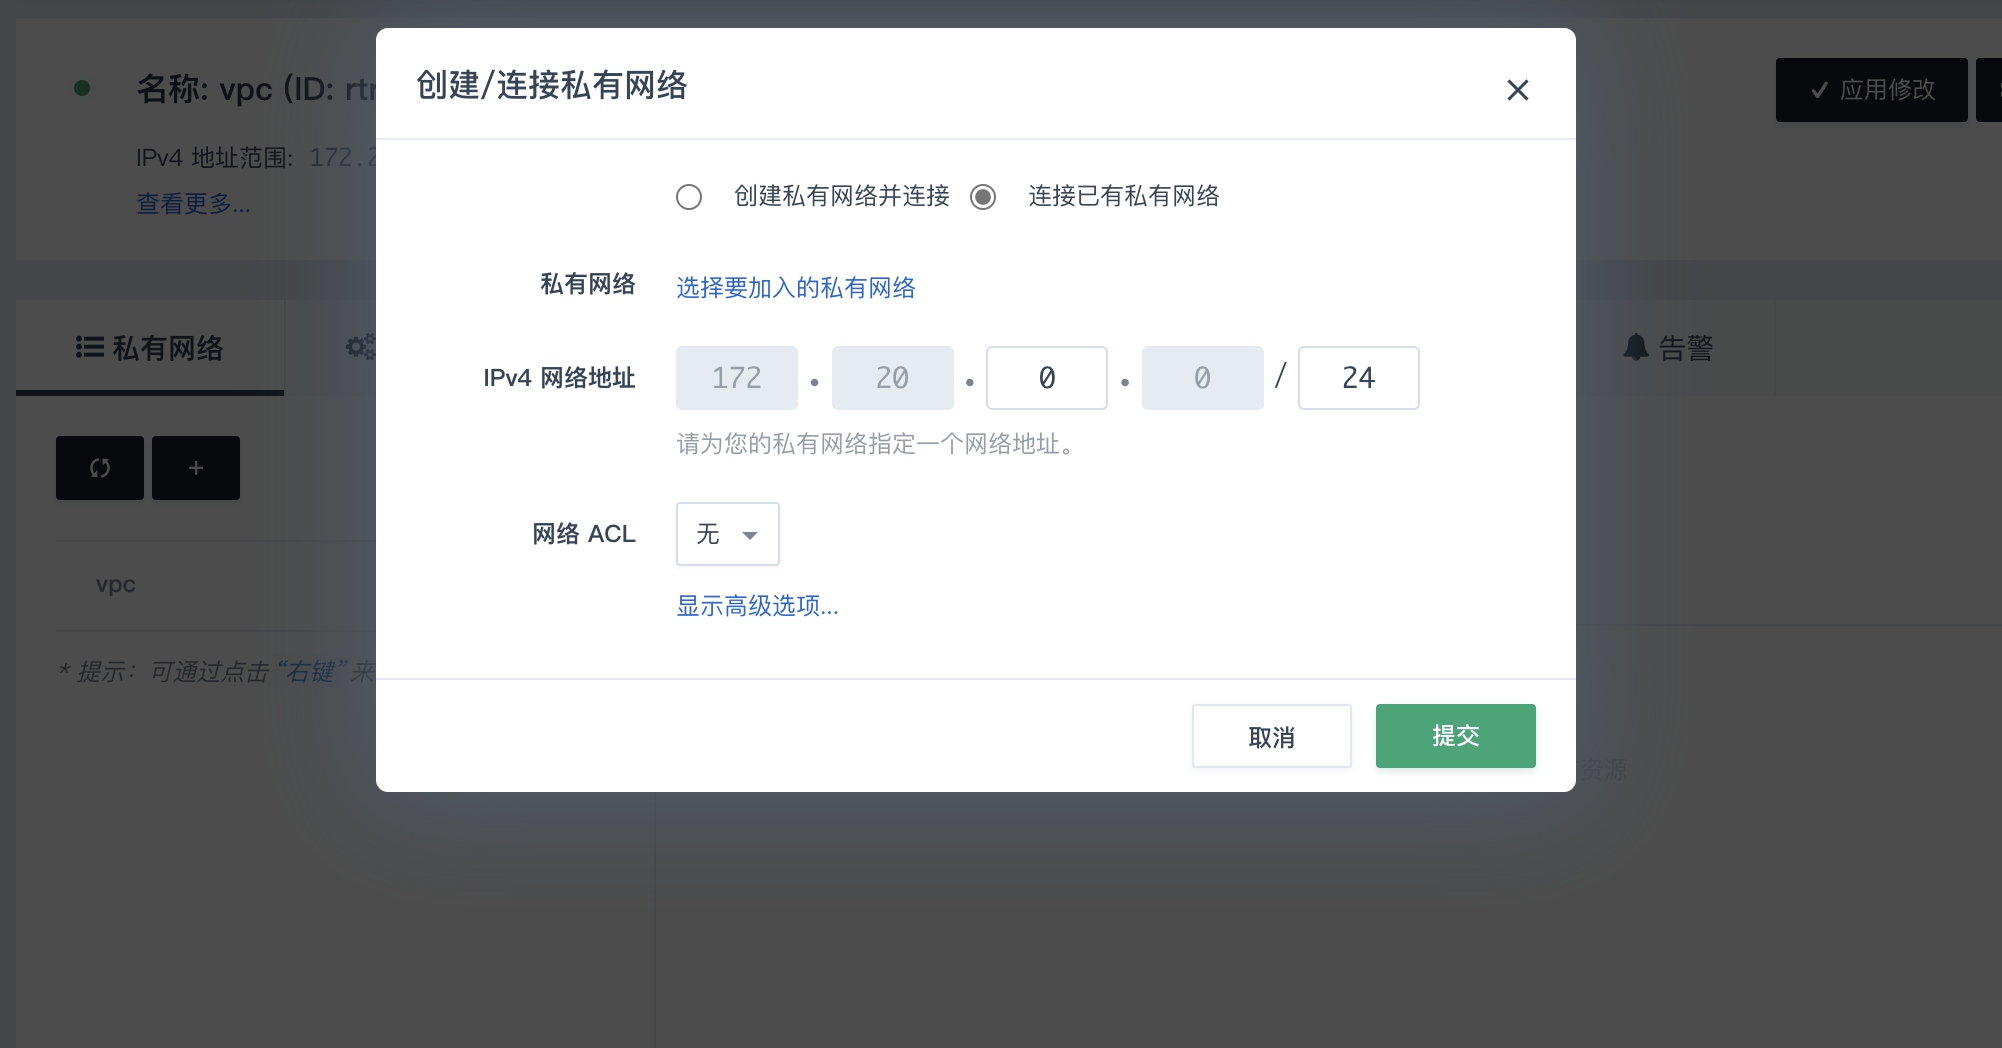 创建/连接私有网络
名称: vpc (ID:
应用修改
IPv4 地址范围:
查看更多...
创建私有网络并连接
连接已有私有网络
私有网络
选择要加入的私有网络
私有网络
告警
IPv4 网络地址
172 . 20 . 0 . 0 / 24
请为您的私有网络指定一个网络地址。
+
网络 ACL
无
vpc
显示高级选项...
* 提示：可通过点击“右键”来
取消
提交
资源